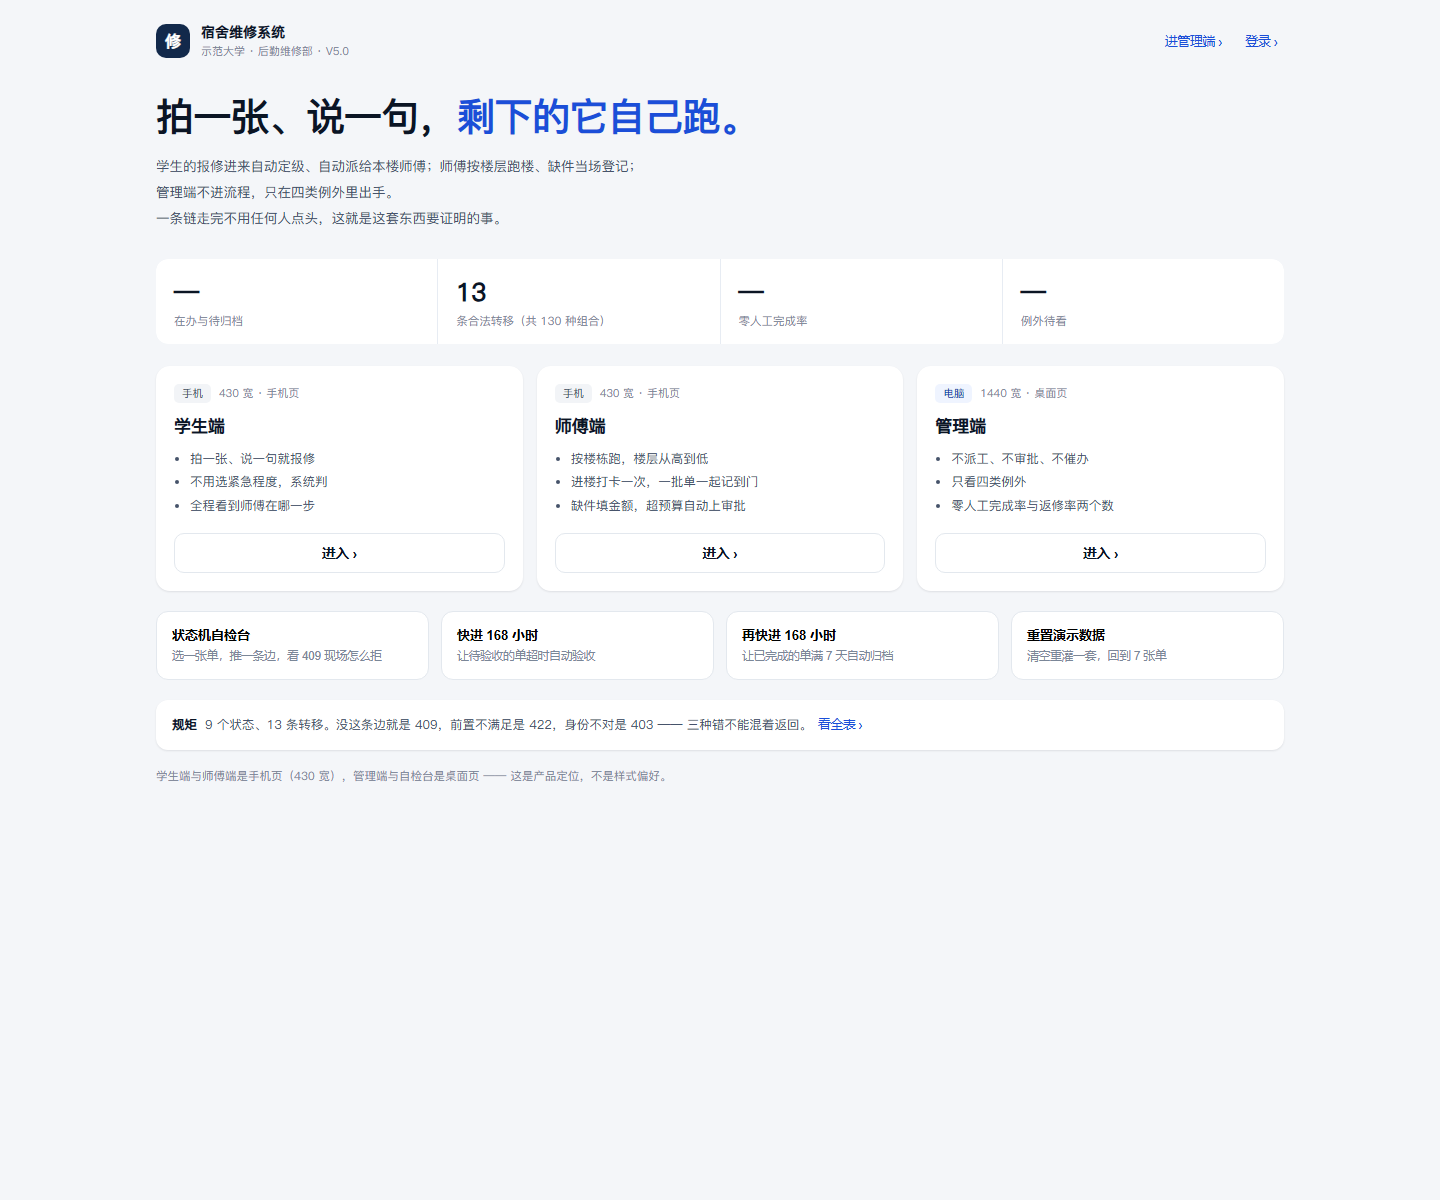 修
宿舍维修系统
示范大学 · 后勤维修部 · V5.0
进管理端 ›
登录 ›
拍一张、说一句，剩下的它自己跑。
学生的报修进来自动定级、自动派给本楼师傅；师傅按楼层跑楼、缺件当场登记；
管理端不进流程，只在四类例外里出手。
一条链走完不用任何人点头，这就是这套东西要证明的事。
—
在办与待归档
13
条合法转移（共 130 种组合）
—
零人工完成率
—
例外待看
手机 430 宽 · 手机页
学生端
• 拍一张、说一句就报修
• 不用选紧急程度，系统判
• 全程看到师傅在哪一步
进入 ›
手机 430 宽 · 手机页
师傅端
• 按楼栋跑，楼层从高到低
• 进楼打卡一次，一批单一起记到门
• 缺件填金额，超预算自动上审批
进入 ›
电脑 1440 宽 · 桌面页
管理端
• 不派工、不审批、不催办
• 只看四类例外
• 零人工完成率与返修率两个数
进入 ›
状态机自检台
选一张单，推一条边，看 409 现场怎么拒
快进 168 小时
让待验收的单超时自动验收
再快进 168 小时
让已完成的单满 7 天自动归档
重置演示数据
清空重灌一套，回到 7 张单
规矩 9 个状态、13 条转移。没这条边就是 409，前置不满足是 422，身份不对是 403 —— 三种错不能混着返回。 看全表 ›
学生端与师傅端是手机页（430 宽），管理端与自检台是桌面页 —— 这是产品定位，不是样式偏好。